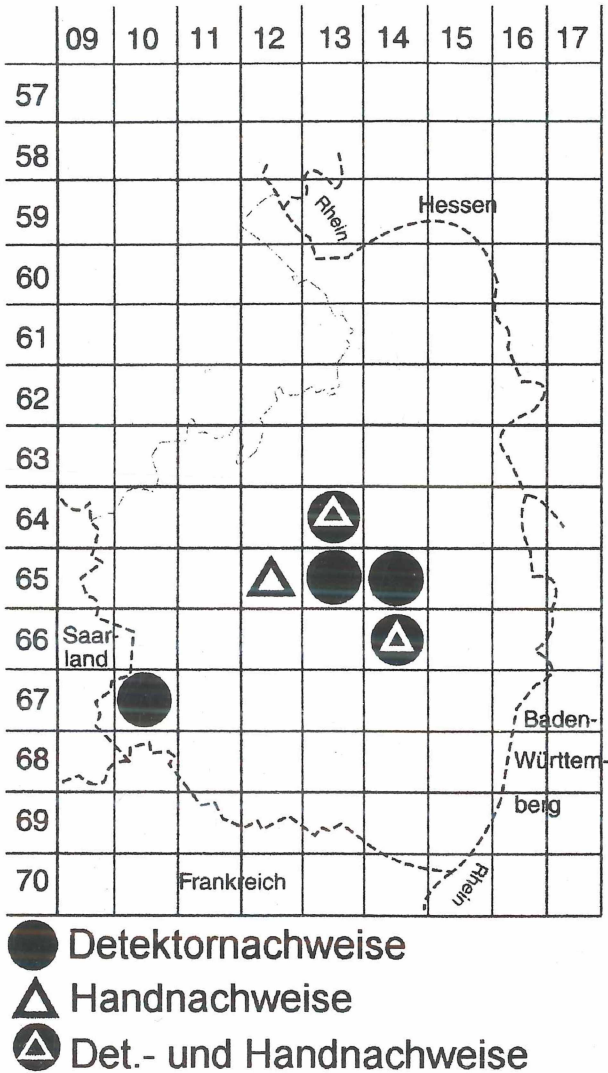 09 10 11 12 13 14 15 16 17
57
58
59
Rhein
Hessen
60
61
62
63
64
65
66
Saar-
land
67
Baden-
68
Württem-
berg
69
70
Frankreich
Rhein
Detektornachweise
Handnachweise
Det.- und Handnachweise